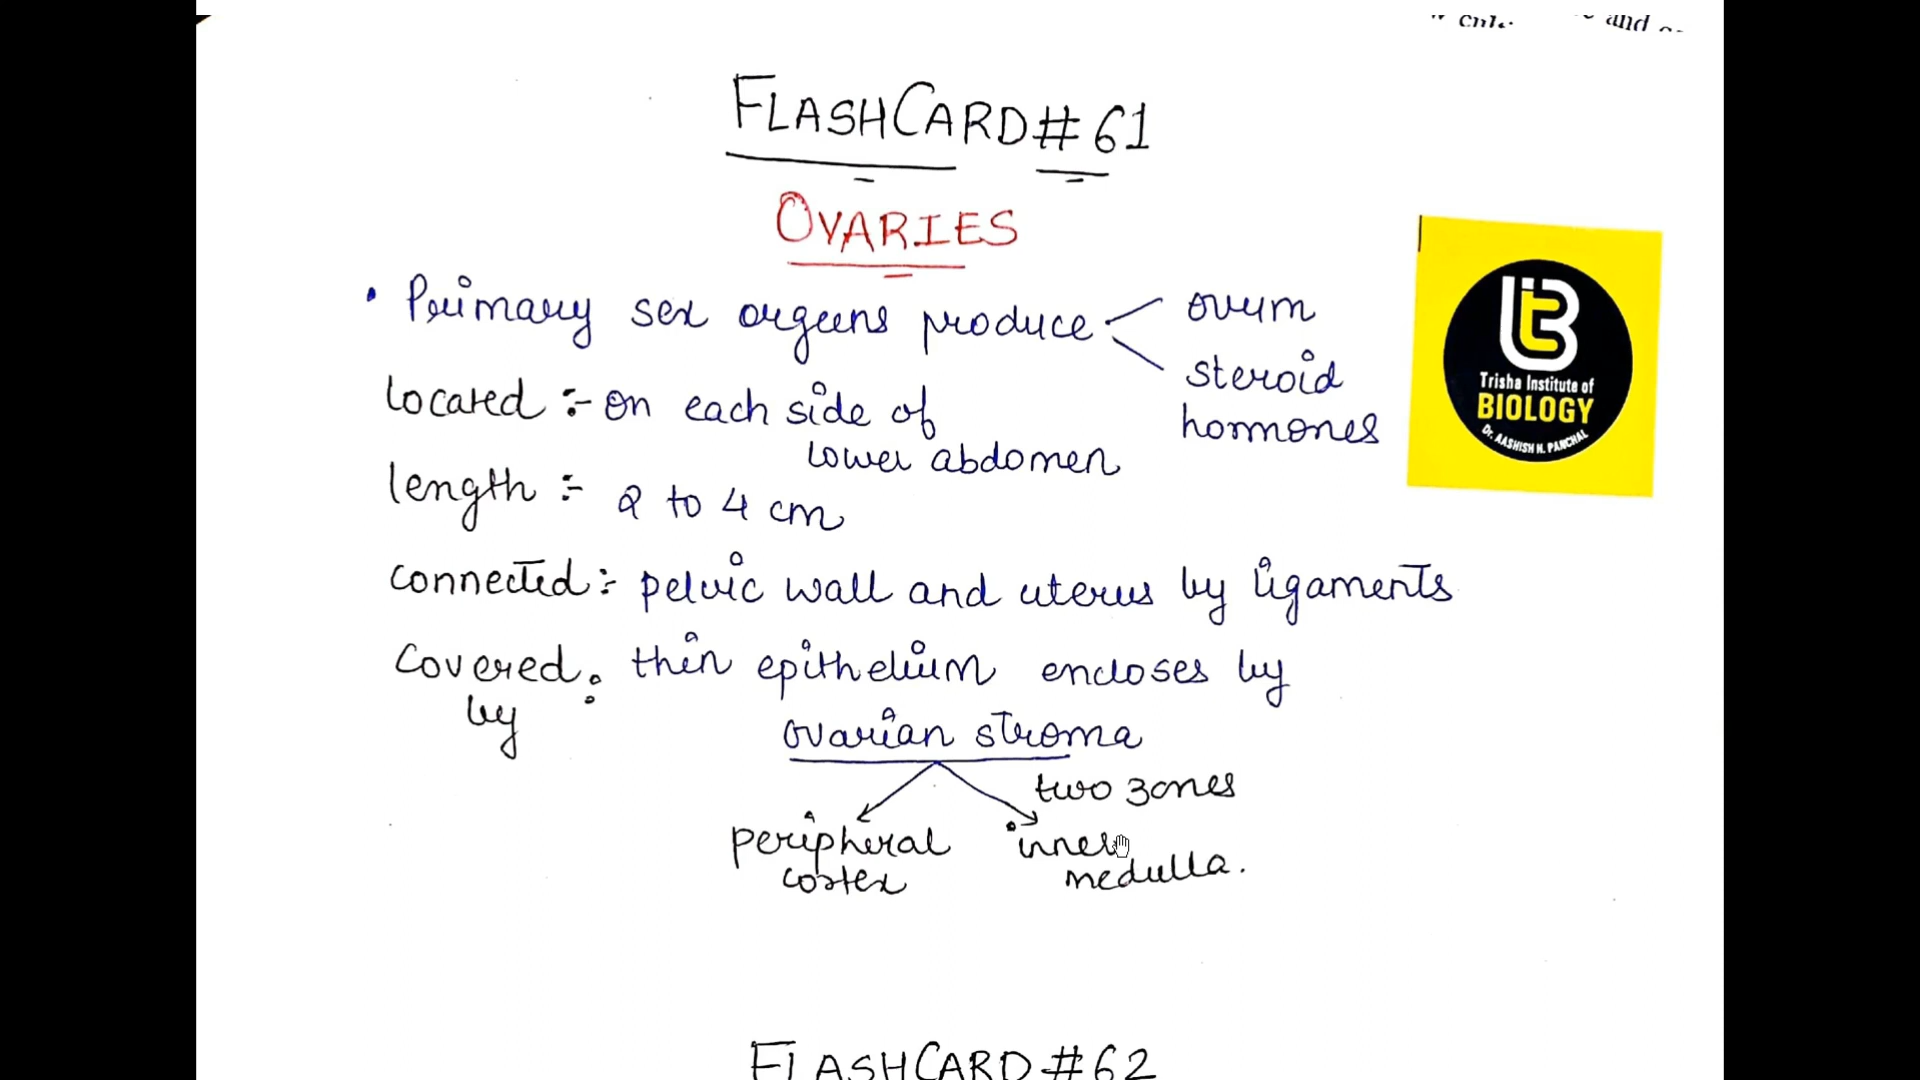 and
FLASHCARD#61
OVARIES
• Primary sex orgens produce
ovum
steroid
hormones
located :- on each side of
lower abdomen
length :- 2 to 4 cm
connected :- pelvic wall and uterus by ligaments
covered : thin epithelium encloses by
by
ovarian stroma
two zones
peripheral
cortex
inner
medulla.
Trisha Institute of
BIOLOGY
Dr. AASHISH N. PANCHAL
FLASHCARD#62